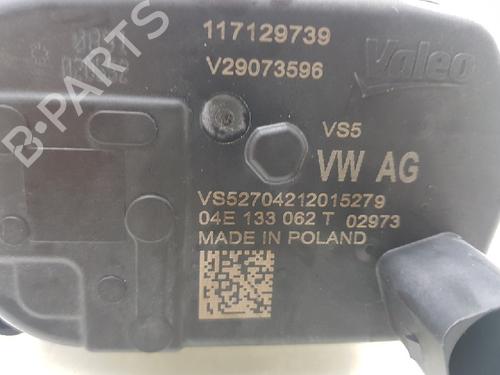 117129739
V29073596
Valeo
VS5
VW AG
VS52704212015279
04E 133 062 T 02973
MADE IN POLAND
B-PARTS